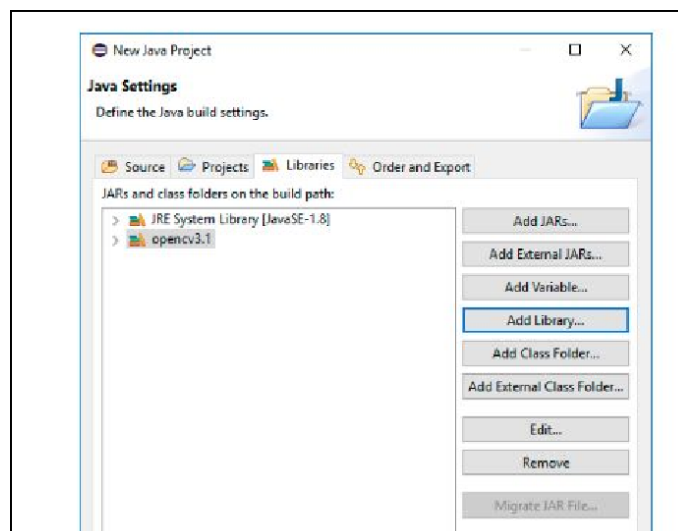 New Java Project
Java Settings
Define the Java build settings.
Source Projects Libraries Order and Export
JARs and class folders on the build path:
JRE System Library [JavaSE-1.8]
opencv3.1
Add JARs...
Add External JARs...
Add Variable...
Add Library...
Add Class Folder...
Add External Class Folder...
Edit...
Remove
Migrate JAR File...